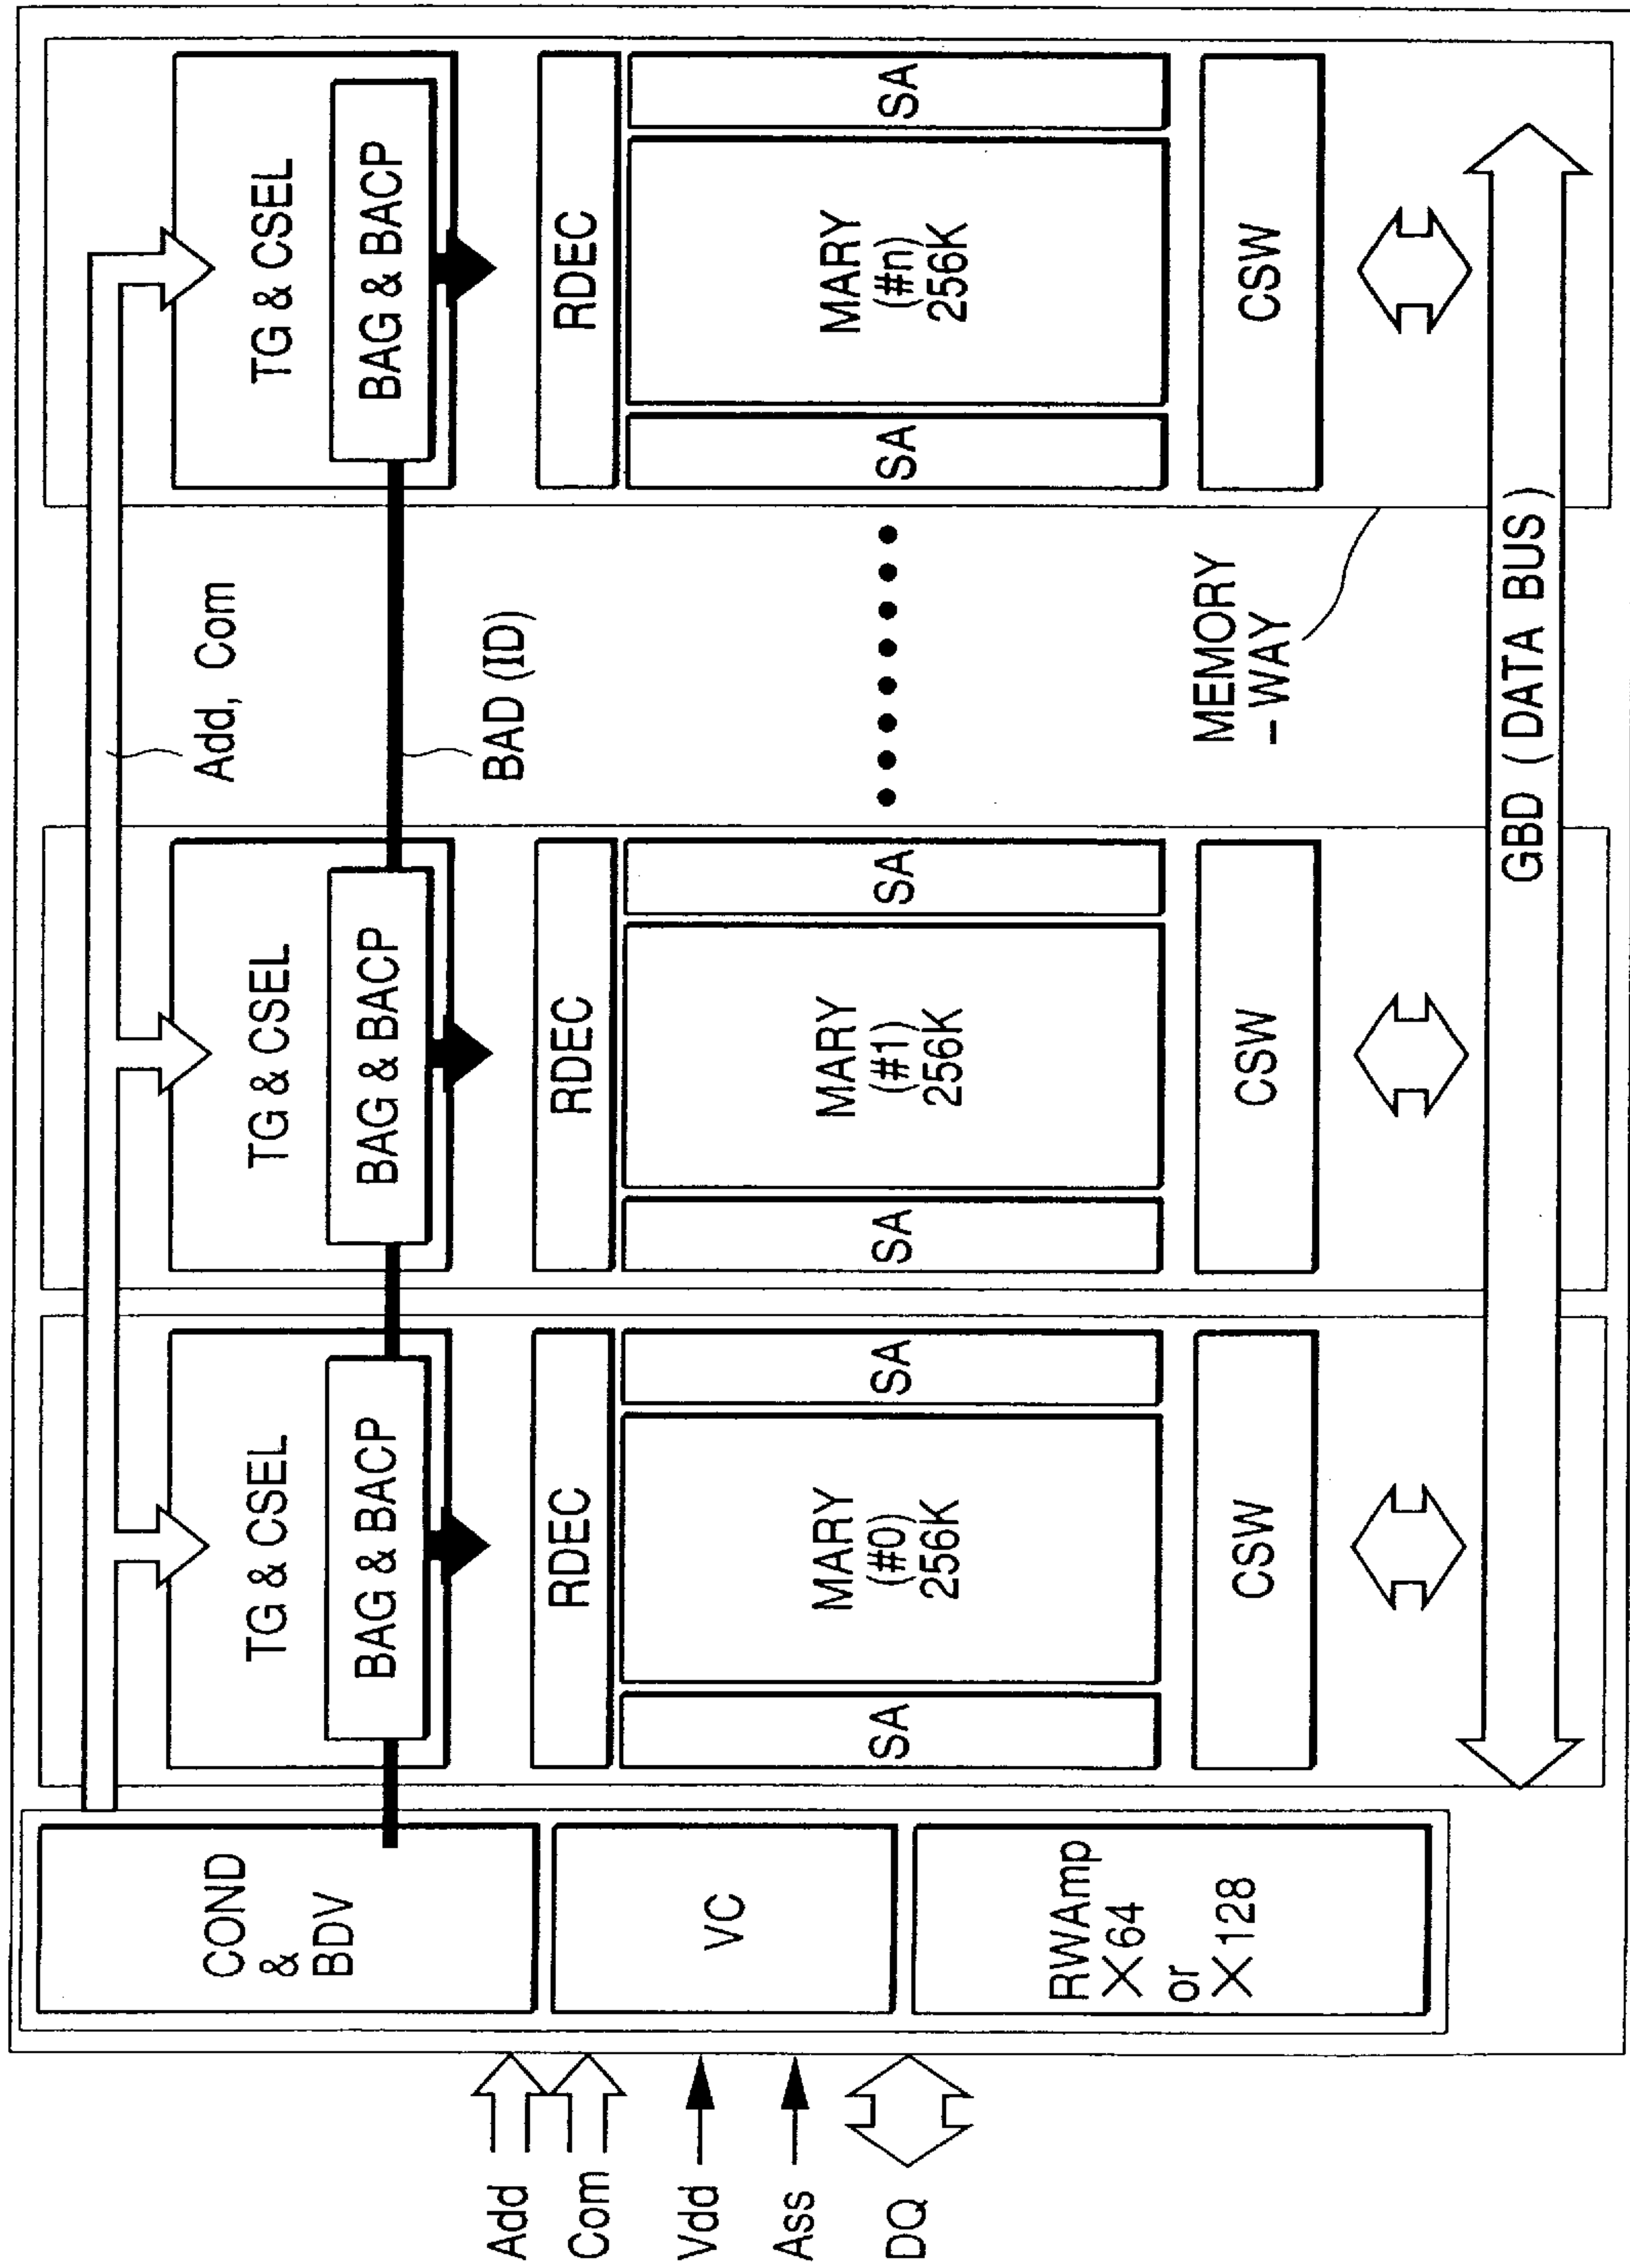 Add
Com
Vdd
Ass
DQ
COND
&
BDV
VC
RWAmp
×64
or
×128
TG & CSEL
BAG & BACP
RDEC
SA
MARY
(#0)
256K
SA
CSW
TG & CSEL
BAG & BACP
RDEC
SA
MARY
(#1)
256K
SA
CSW
Add, Com
BAD (ID)
MEMORY
-WAY
TG & CSEL
BAG & BACP
RDEC
SA
MARY
(#n)
256K
SA
CSW
GBD (DATA BUS)